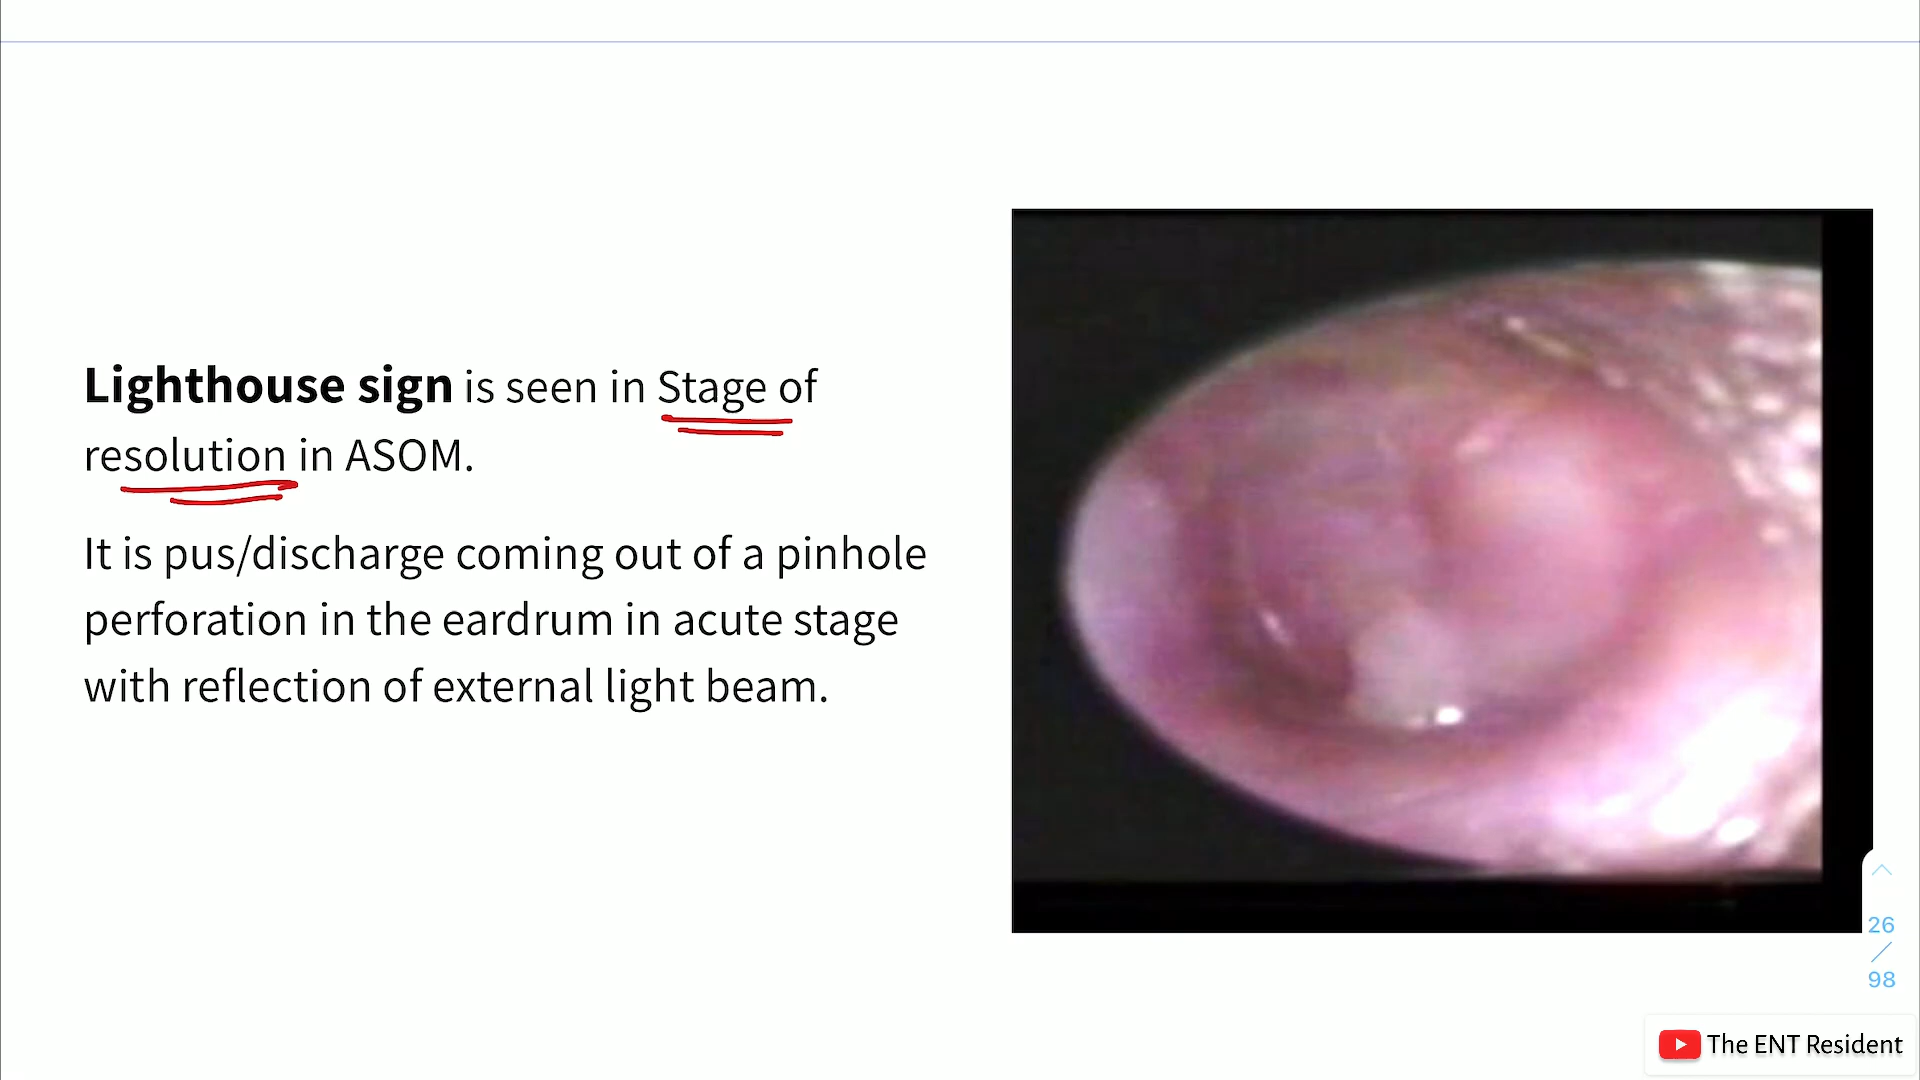 Lighthouse sign is seen in Stage of
resolution in ASOM.
It is pus/discharge coming out of a pinhole
perforation in the eardrum in acute stage
with reflection of external light beam.
26
/
98
The ENT Resident